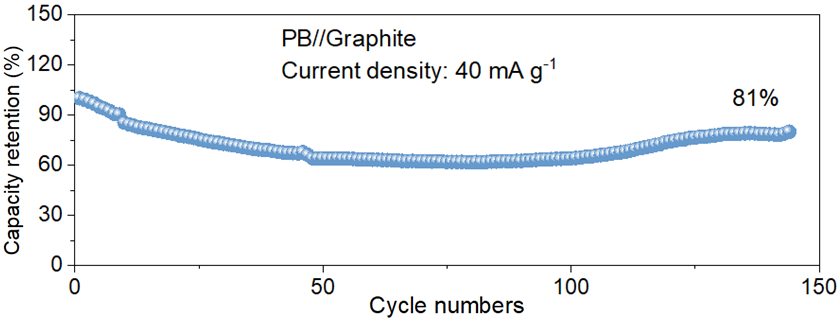 150
120
90
60
30
0
Capacity retention (%)
PB//Graphite
Current density: 40 mA g-1
81%
0
50
100
150
Cycle numbers